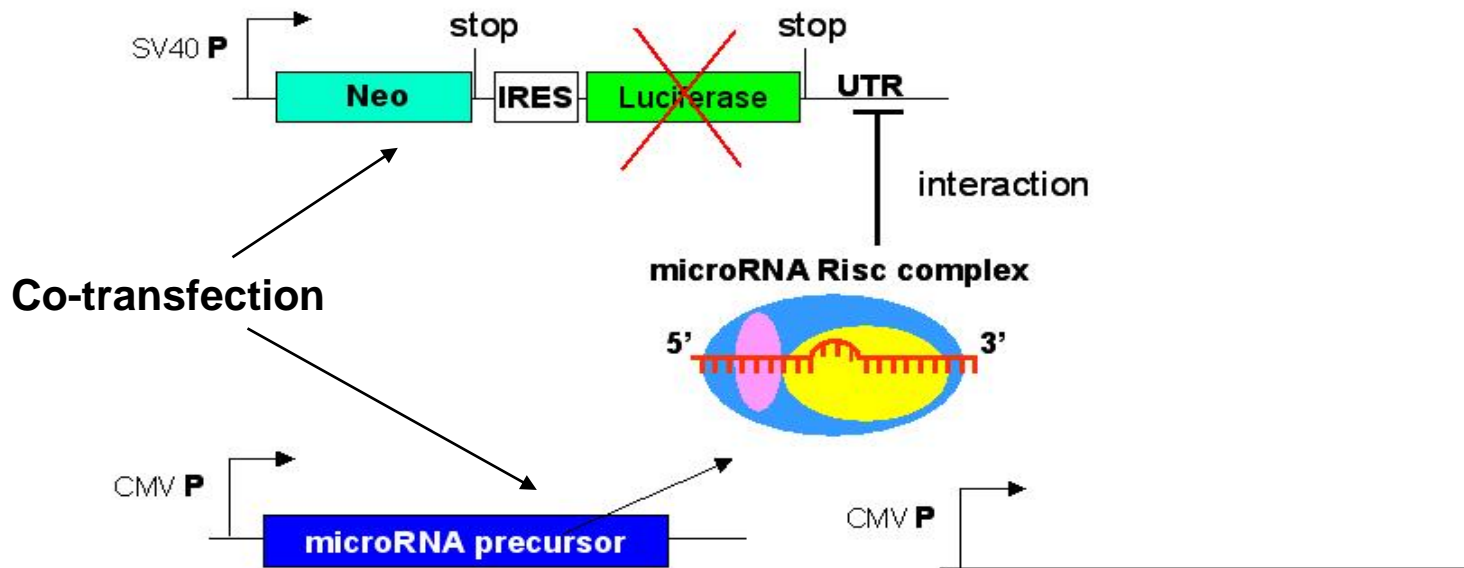 stop
stop
SV40 P
Neo
IRES
Luciferase
UTR
interaction
Co-transfection
microRNA Risc complex
5’
3’
CMV P
CMV P
microRNA precursor